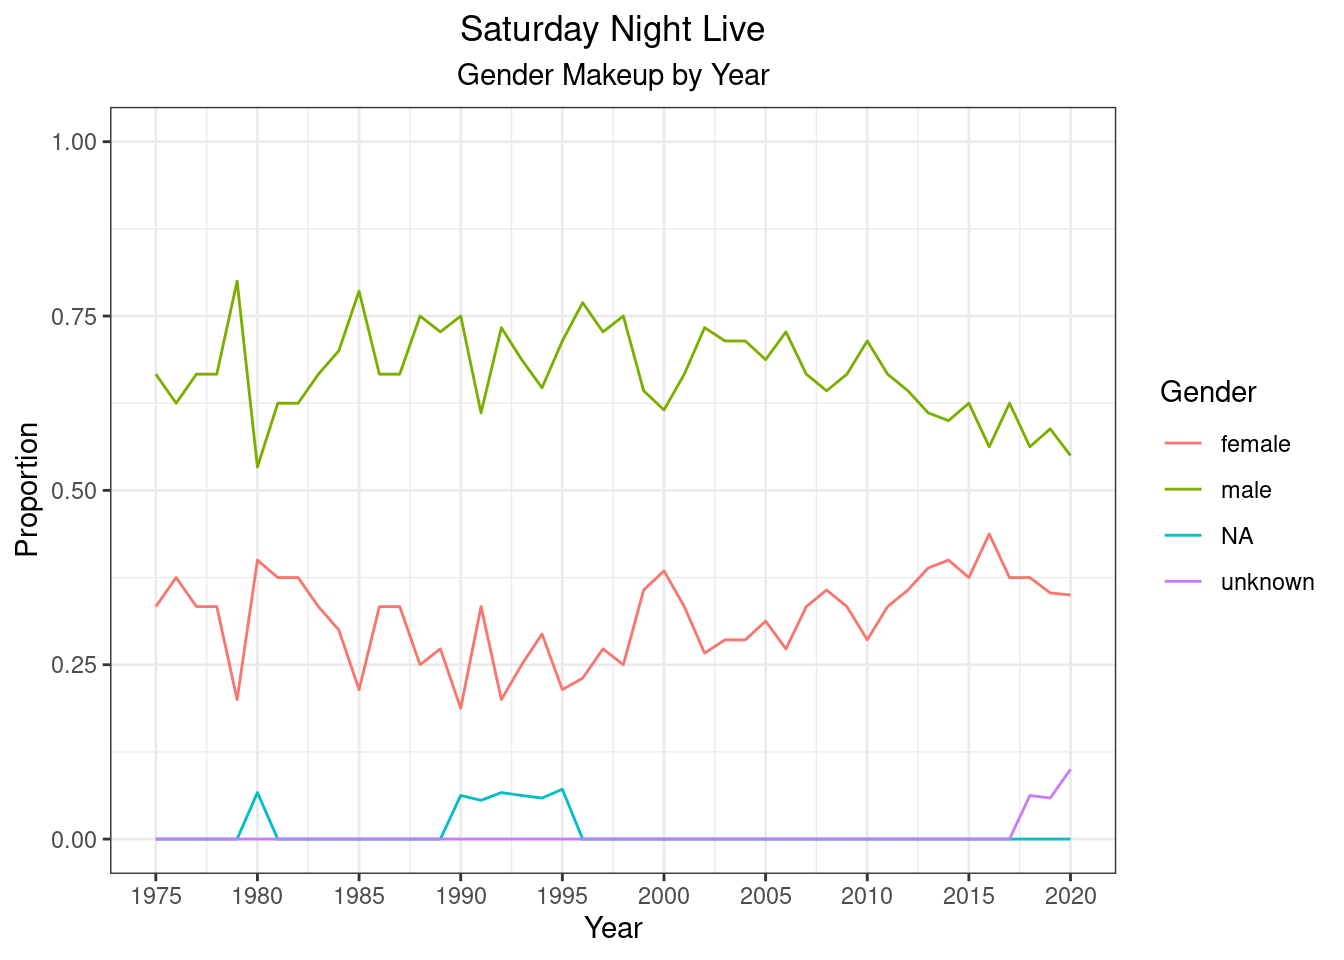 Saturday Night Live
Gender Makeup by Year
1.00
0.75
0.50
0.25
0.00
Proportion
1975 1980 1985 1990 1995 2000 2005 2010 2015 2020
Year
Gender
female
male
NA
unknown